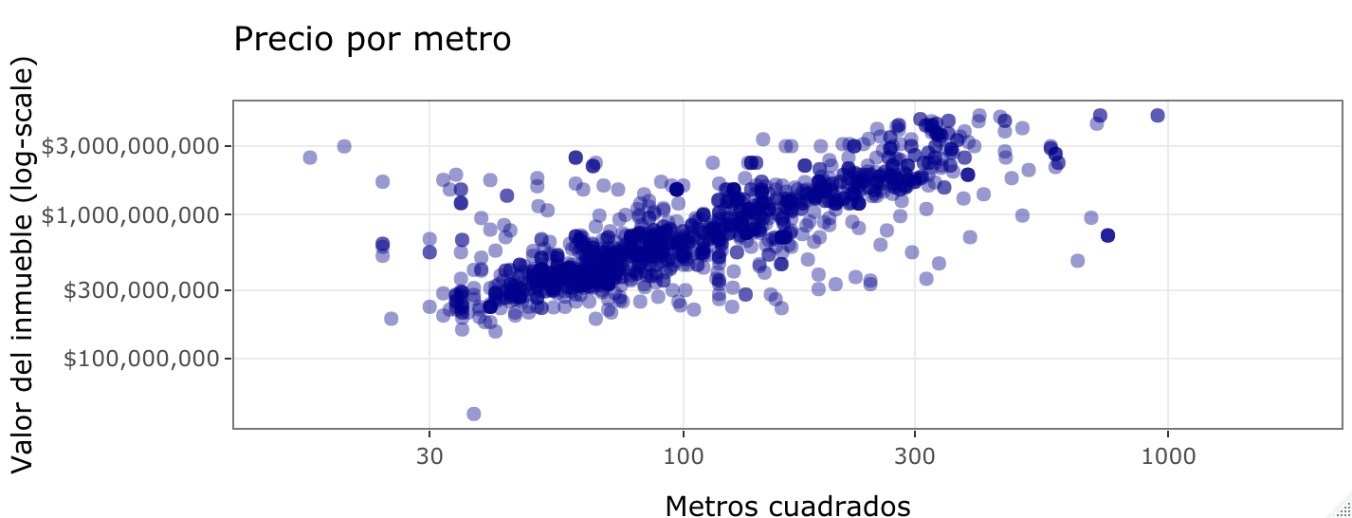 Precio por metro
Valor del inmueble (log-scale)
$3,000,000,000
$1,000,000,000
$300,000,000
$100,000,000
30 100 300 1000
Metros cuadrados